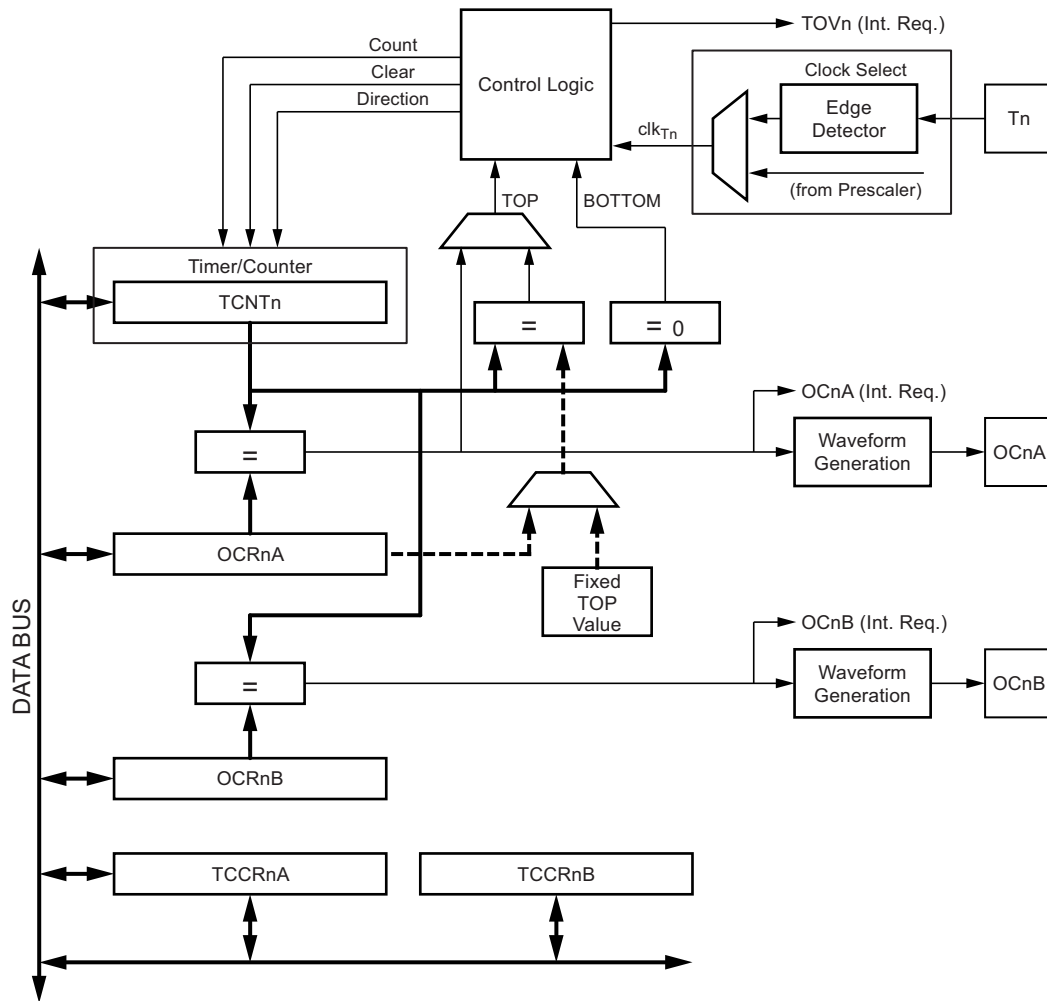 TOVn (Int. Req.)
Count
Clear
Direction
Control Logic
Clock Select
Edge
Detector
Tn
clkTn
(from Prescaler)
TOP
BOTTOM
Timer/Counter
TCNTn
=
= 0
OCnA (Int. Req.)
=
Waveform
Generation
OCnA
OCRnA
Fixed
TOP
Value
DATA BUS
OCnB (Int. Req.)
=
Waveform
Generation
OCnB
OCRnB
TCCRnA
TCCRnB